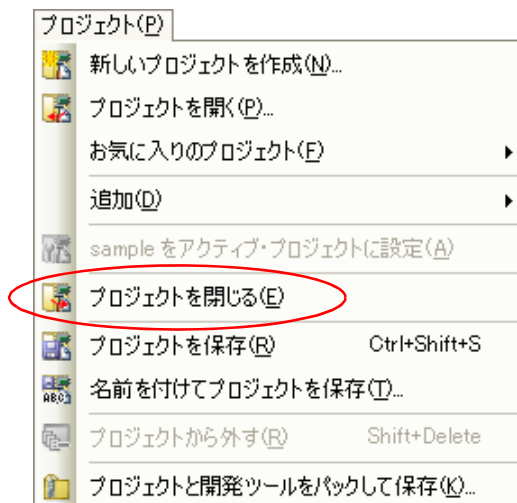 プロジェクト(P)
新しいプロジェクトを作成(N)...
プロジェクトを開く(P)...
お気に入りのプロジェクト(F)
追加(D)
sample をアクティブ・プロジェクトに設定(A)
プロジェクトを閉じる(E)
プロジェクトを保存(R) Ctrl+Shift+S
名前を付けてプロジェクトを保存(T)...
プロジェクトから外す(R) Shift+Delete
プロジェクトと開発ツールをパックして保存(K)...